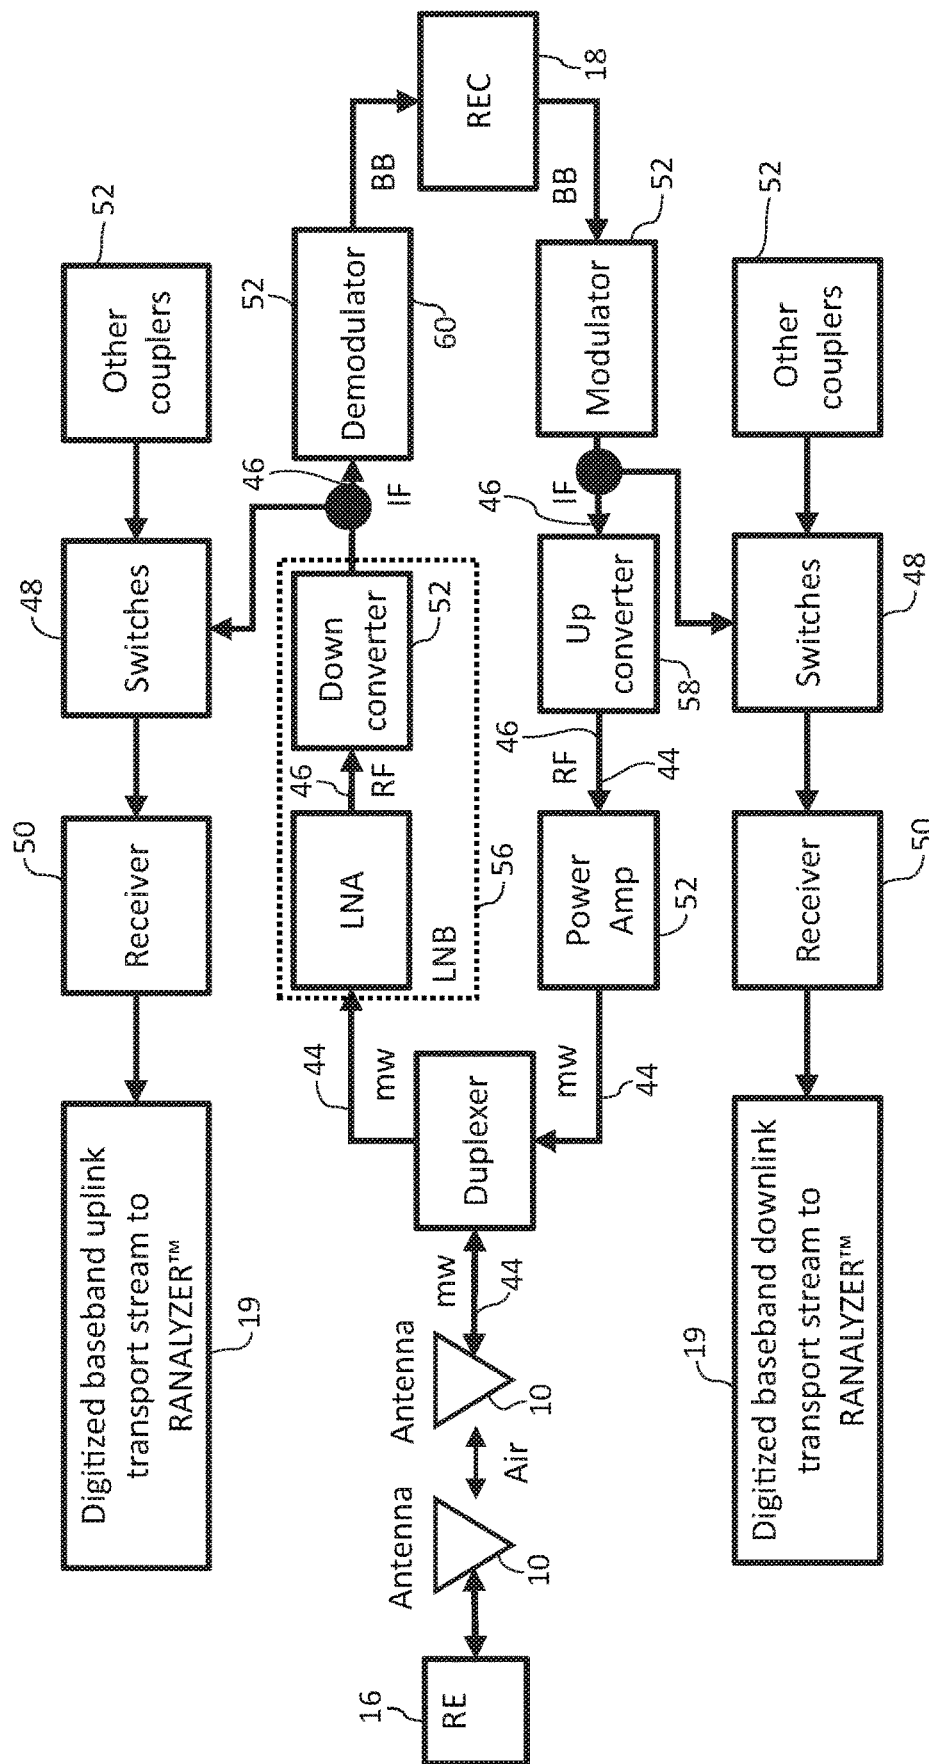 Digitized baseband uplink
transport stream to
RANALYZER™
19
Receiver
50
Switches
48
Other
couplers
52
RE
16
Antenna
10
Air
Antenna
10
mw
44
Duplexer
mw
44
LNA
46
RF
Down
converter
52
LNB
56
46
IF
Demodulator
52
60
BB
REC
18
BB
Modulator
52
IF
46
Up
converter
58
46
RF
44
Power
Amp
52
mw
44
Digitized baseband downlink
transport stream to
RANALYZER™
19
Receiver
50
Switches
48
Other
couplers
52